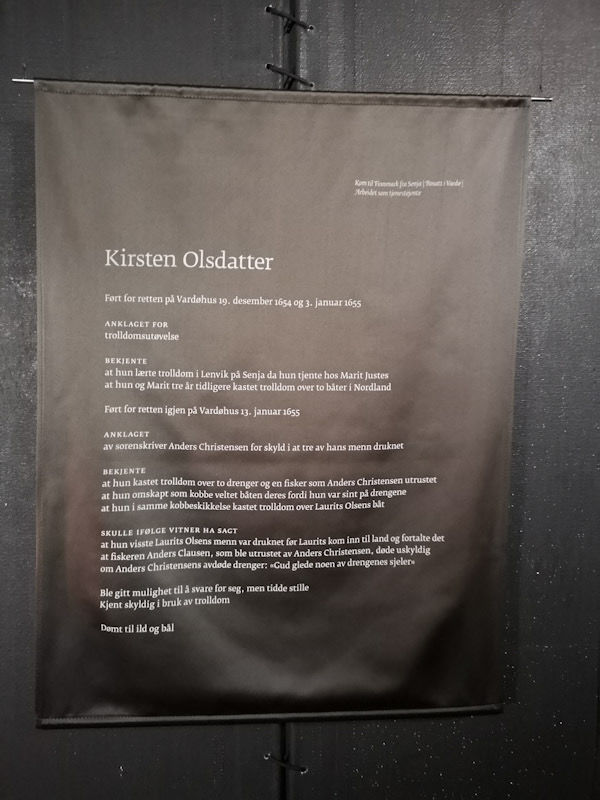 Kom til Finnmark fra Senja | Bosatt i Vardø |
Arbeidet som tjenestejente
Kirsten Olsdatter
Ført for retten på Vardøhus 19. desember 1654 og 3. januar 1655
ANKLAGET FOR
trolldomsutøvelse
BEKJENTE
at hun lærte trolldom i Lenvik på Senja da hun tjente hos Marit Justes
at hun og Marit tre år tidligere kastet trolldom over to båter i Nordland
Ført for retten igjen på Vardøhus 13. januar 1655
ANKLAGET
av sorenskriver Anders Christensen for skyld i at tre av hans menn druknet
BEKJENTE
at hun kastet trolldom over to drenger og en fisker som Anders Christensen utrustet
at hun omskapt som kobbe veltet båten deres fordi hun var sint på drengene
at hun i samme kobbeskikkelse kastet trolldom over Laurits Olsens båt
SKULLE IFØLGE VITNER HA SAGT
at hun visste Laurits Olsens menn var druknet før Laurits kom inn til land og fortalte det
at fiskeren Anders Clausen, som ble utrustet av Anders Christensen, døde uskyldig
om Anders Christensens avdøde drenger: «Gud glede noen av drengenes sjeler»
Ble gitt mulighet til å svare for seg, men tidde stille
Kjent skyldig i bruk av trolldom
Dømt til ild og bål